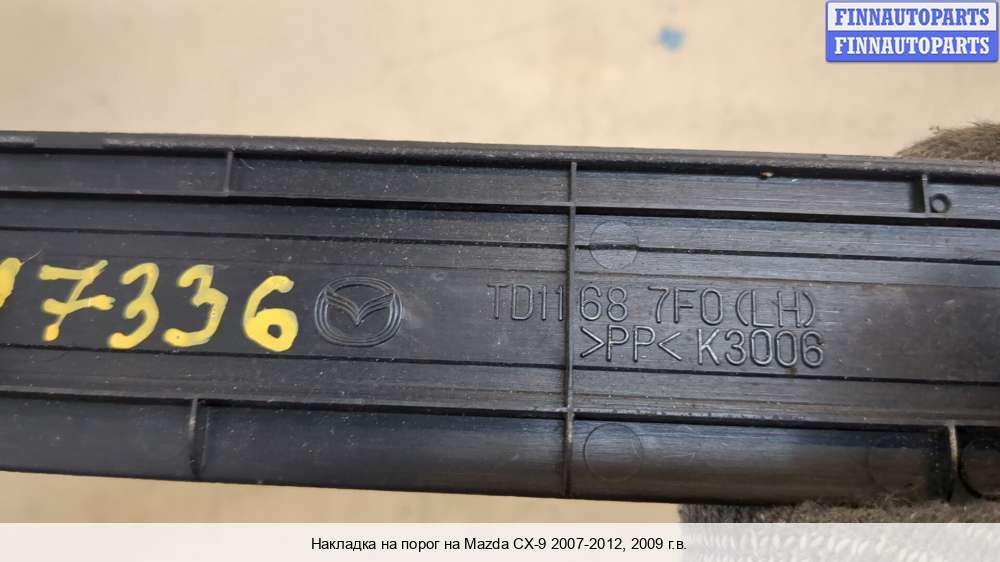 FINNAUTOPARTS
FINNAUTOPARTS
7336
TD11 68 7F0 (LH)
>PP< K3006
Накладка на порог на Mazda CX-9 2007-2012, 2009 г.в.